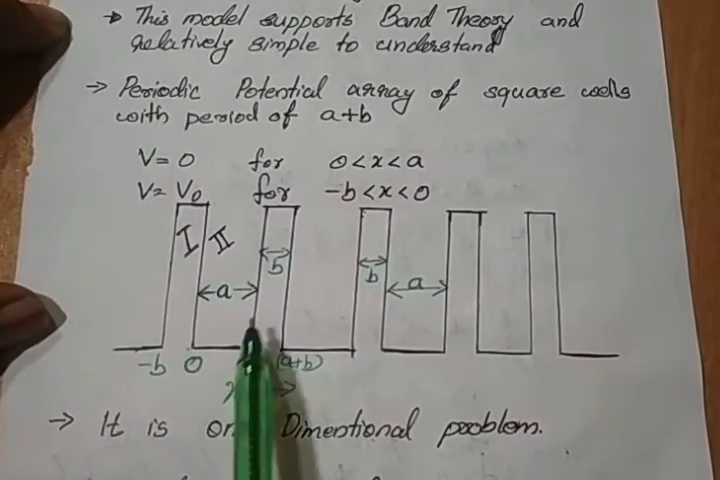 → This model supports Band Theory and
relatively simple to understand
→ Periodic Potential array of square wells
with period of a+b
V = 0 for 0 < x < a
V = V₀ for -b < x < 0
I II
b
b
a
a
-b 0 (a+b)
→ It is Dimentional problem.